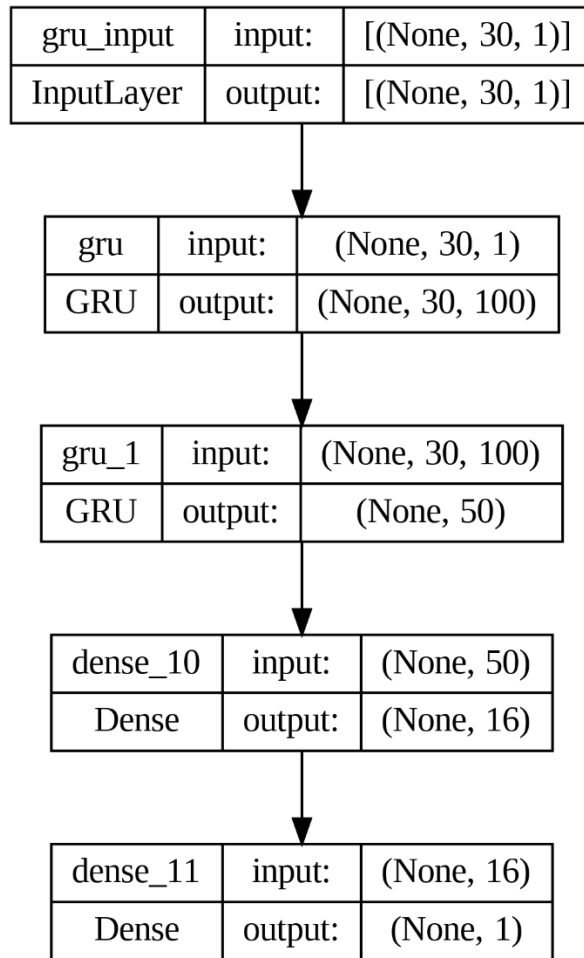 gru_input input: [(None, 30, 1)]
InputLayer output: [(None, 30, 1)]
gru input: (None, 30, 1)
GRU output: (None, 30, 100)
gru_1 input: (None, 30, 100)
GRU output: (None, 50)
dense_10 input: (None, 50)
Dense output: (None, 16)
dense_11 input: (None, 16)
Dense output: (None, 1)